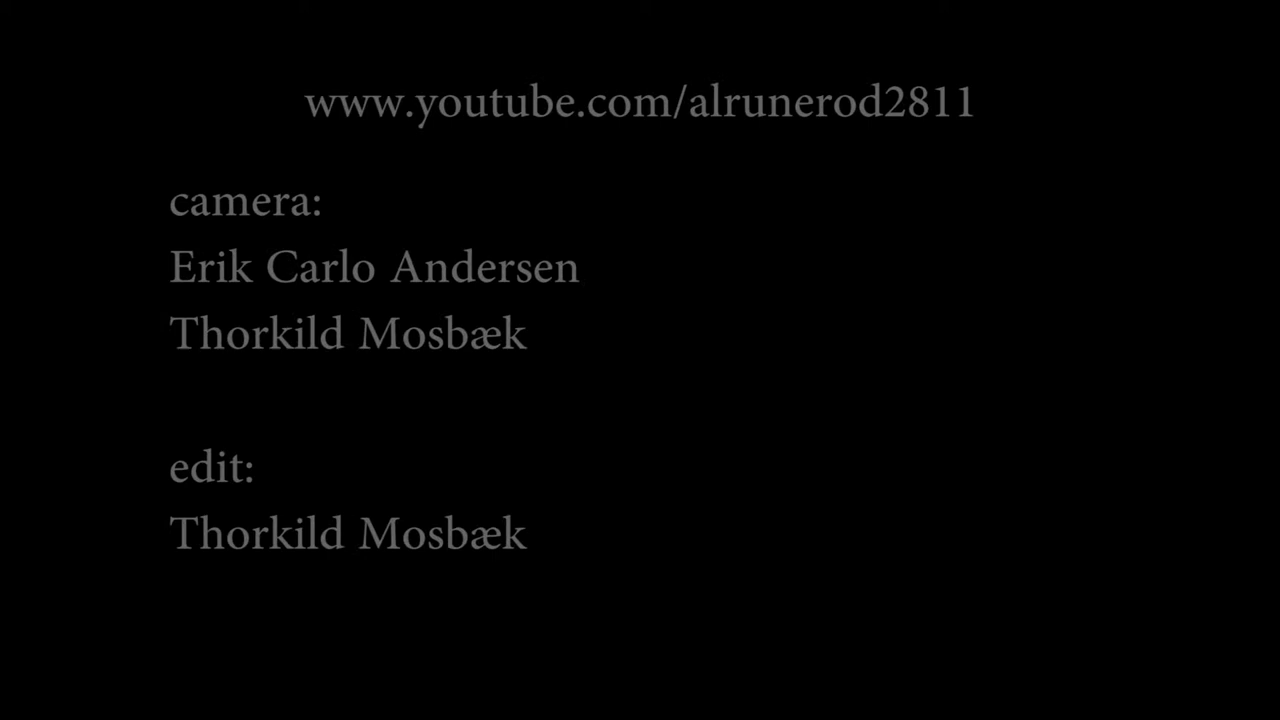 www.youtube.com/alrunerod2811
camera:
Erik Carlo Andersen
Thorkild Mosbæk
edit:
Thorkild Mosbæk